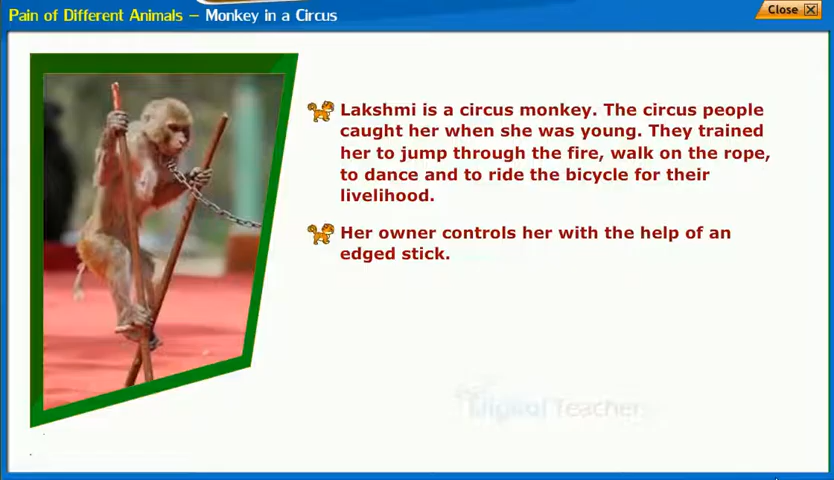 Pain of Different Animals – Monkey in a Circus
Close
Lakshmi is a circus monkey. The circus people
caught her when she was young. They trained
her to jump through the fire, walk on the rope,
to dance and to ride the bicycle for their
livelihood.
Her owner controls her with the help of an
edged stick.
Digital Teacher